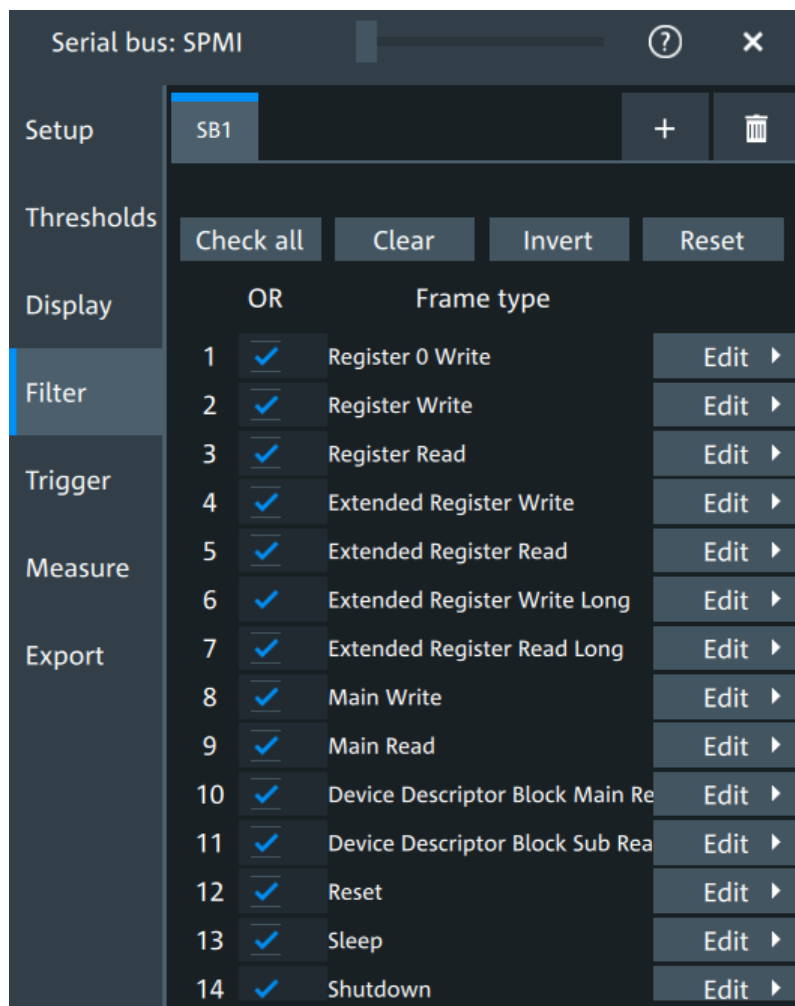 Serial bus: SPMI
?
Setup
Thresholds
Display
Filter
Trigger
Measure
Export
SB1
+
Check all Clear Invert Reset
OR Frame type
1 Register 0 Write Edit
2 Register Write Edit
3 Register Read Edit
4 Extended Register Write Edit
5 Extended Register Read Edit
6 Extended Register Write Long Edit
7 Extended Register Read Long Edit
8 Main Write Edit
9 Main Read Edit
10 Device Descriptor Block Main Re Edit
11 Device Descriptor Block Sub Rea Edit
12 Reset Edit
13 Sleep Edit
14 Shutdown Edit